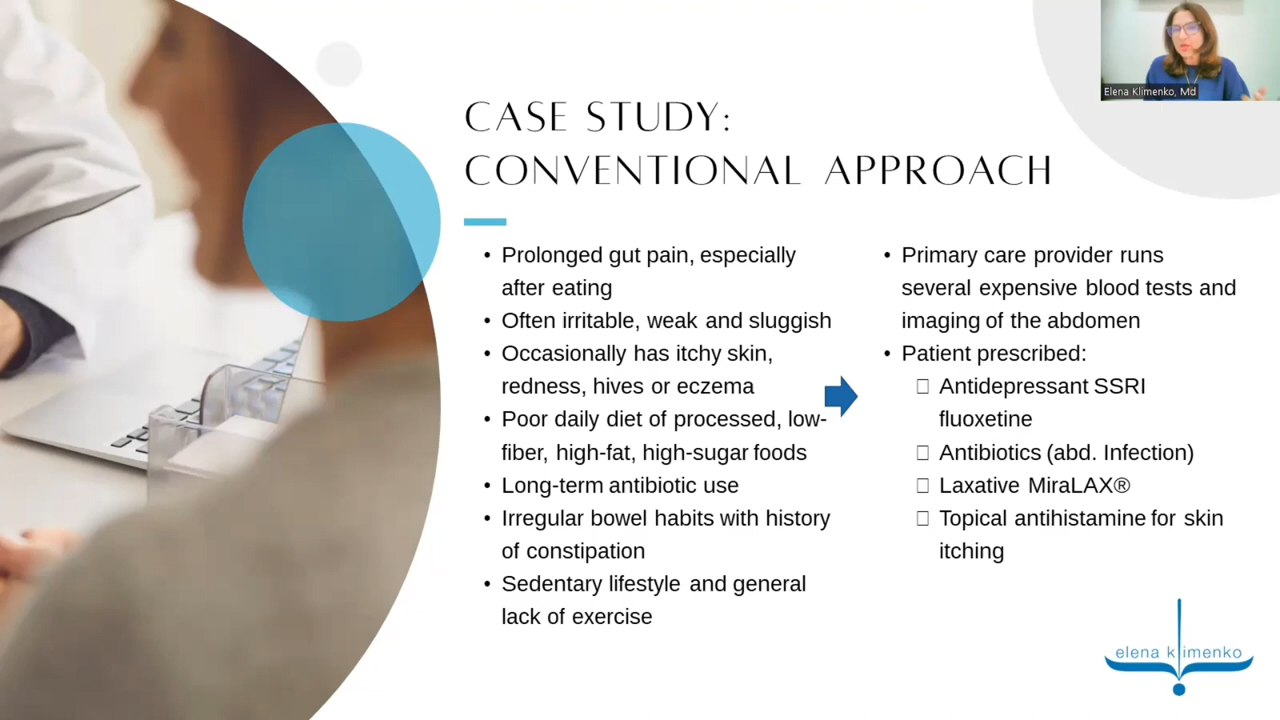 Elena Klimenko, Md
CASE STUDY:
CONVENTIONAL APPROACH
• Prolonged gut pain, especially
after eating
• Often irritable, weak and sluggish
• Occasionally has itchy skin,
redness, hives or eczema
• Poor daily diet of processed, low-
fiber, high-fat, high-sugar foods
• Long-term antibiotic use
• Irregular bowel habits with history
of constipation
• Sedentary lifestyle and general
lack of exercise
• Primary care provider runs
several expensive blood tests and
imaging of the abdomen
• Patient prescribed:
Antidepressant SSRI
fluoxetine
Antibiotics (abd. Infection)
Laxative MiraLAX®
Topical antihistamine for skin
itching
elena klimenko